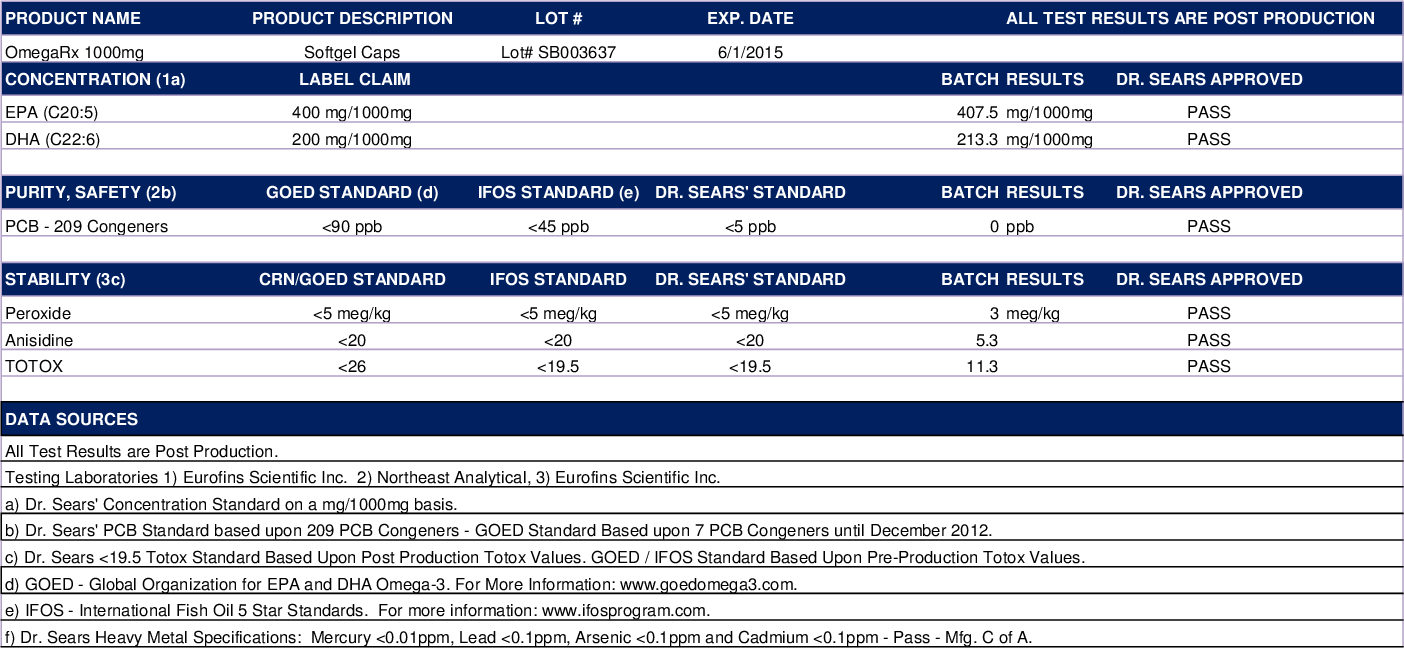 PRODUCT NAME PRODUCT DESCRIPTION LOT # EXP. DATE ALL TEST RESULTS ARE POST PRODUCTION
OmegaRx 1000mg Softgel Caps Lot# SB003637 6/1/2015
CONCENTRATION (1a) LABEL CLAIM BATCH RESULTS DR. SEARS APPROVED
EPA (C20:5) 400 mg/1000mg 407.5 mg/1000mg PASS
DHA (C22:6) 200 mg/1000mg 213.3 mg/1000mg PASS
PURITY, SAFETY (2b) GOED STANDARD (d) IFOS STANDARD (e) DR. SEARS' STANDARD BATCH RESULTS DR. SEARS APPROVED
PCB - 209 Congeners <90 ppb <45 ppb <5 ppb 0 ppb PASS
STABILITY (3c) CRN/GOED STANDARD IFOS STANDARD DR. SEARS' STANDARD BATCH RESULTS DR. SEARS APPROVED
Peroxide <5 meg/kg <5 meg/kg <5 meg/kg 3 meg/kg PASS
Anisidine <20 <20 <20 5.3 PASS
TOTOX <26 <19.5 <19.5 11.3 PASS
DATA SOURCES
All Test Results are Post Production.
Testing Laboratories 1) Eurofins Scientific Inc. 2) Northeast Analytical, 3) Eurofins Scientific Inc.
a) Dr. Sears' Concentration Standard on a mg/1000mg basis.
b) Dr. Sears' PCB Standard based upon 209 PCB Congeners - GOED Standard Based upon 7 PCB Congeners until December 2012.
c) Dr. Sears <19.5 Totox Standard Based Upon Post Production Totox Values. GOED / IFOS Standard Based Upon Pre-Production Totox Values.
d) GOED - Global Organization for EPA and DHA Omega-3. For More Information: www.goedomega3.com.
e) IFOS - International Fish Oil 5 Star Standards. For more information: www.ifosprogram.com.
f) Dr. Sears Heavy Metal Specifications: Mercury <0.01ppm, Lead <0.1ppm, Arsenic <0.1ppm and Cadmium <0.1ppm - Pass - Mfg. C of A.